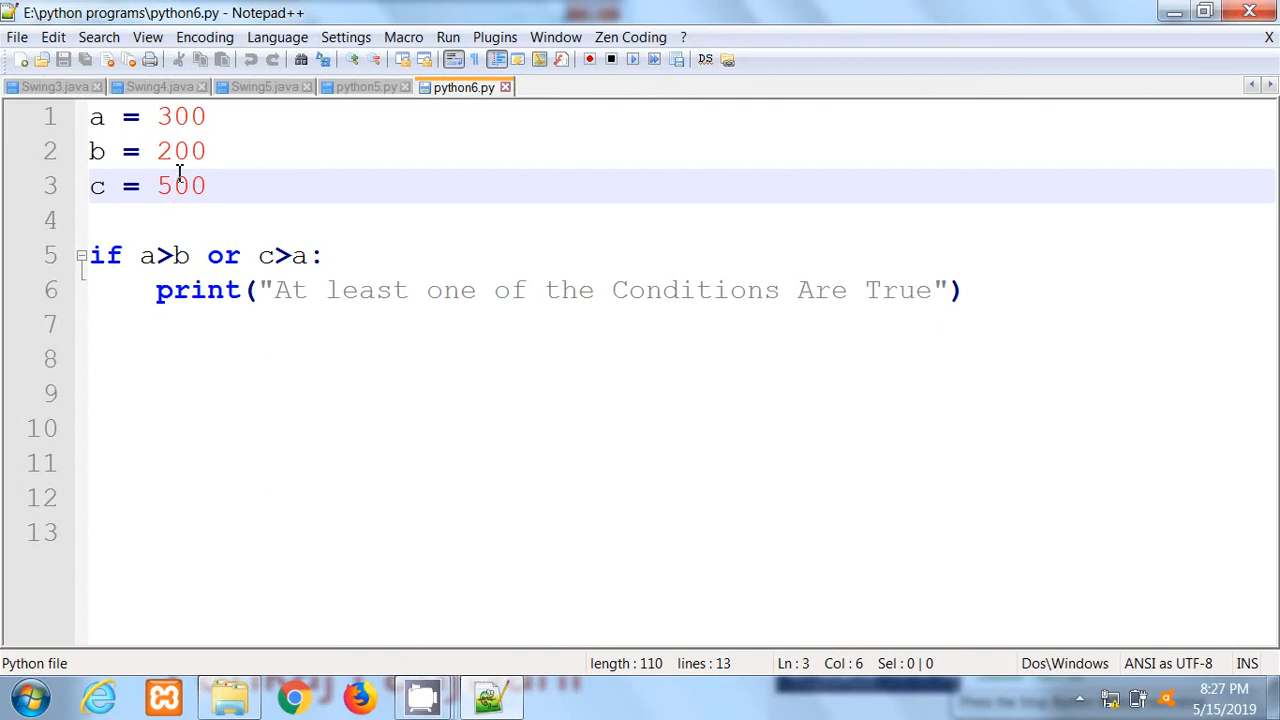 E:\python programs\python6.py - Notepad++
File Edit Search View Encoding Language Settings Macro Run Plugins Window Zen Coding ? X
Swing3.java Swing4.java Swing5.java python5.py python6.py
1 a = 300
2 b = 200
3 c = 500
4
5 if a>b or c>a:
6 print("At least one of the Conditions Are True")
7
8
9
10
11
12
13
Python file length : 110 lines : 13 Ln : 3 Col : 6 Sel : 0 | 0 Dos\Windows ANSI as UTF-8 INS
8:27 PM
5/15/2019